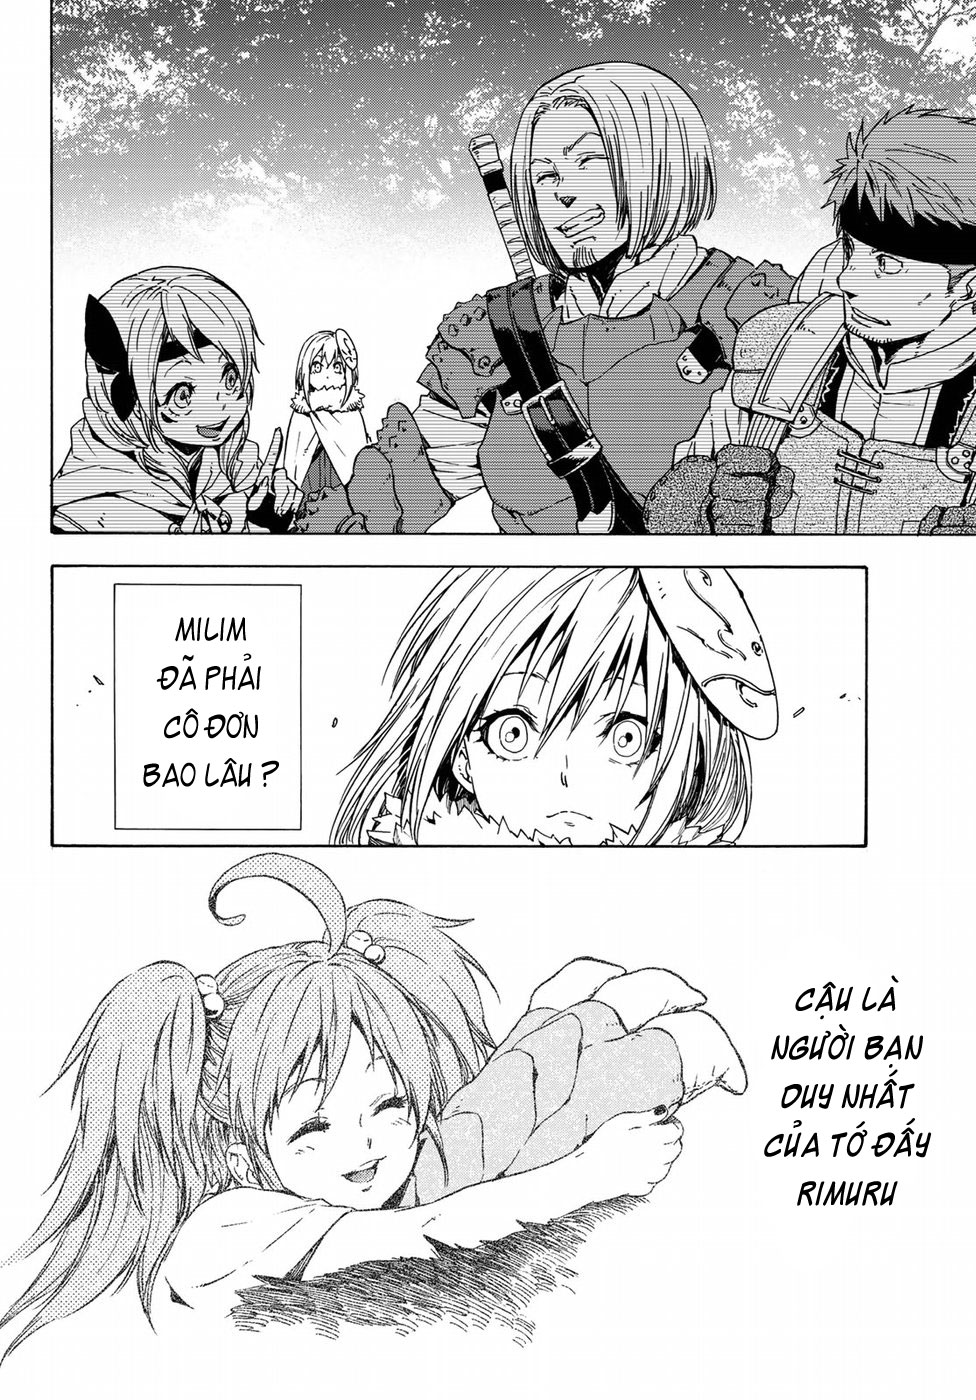 MILIM
ĐÃ PHẢI
CÔ ĐƠN
BAO LÂU ?
CẬU LÀ
NGƯỜI BẠN
DUY NHẤT
CỦA TỚ ĐẤY
RIMURU